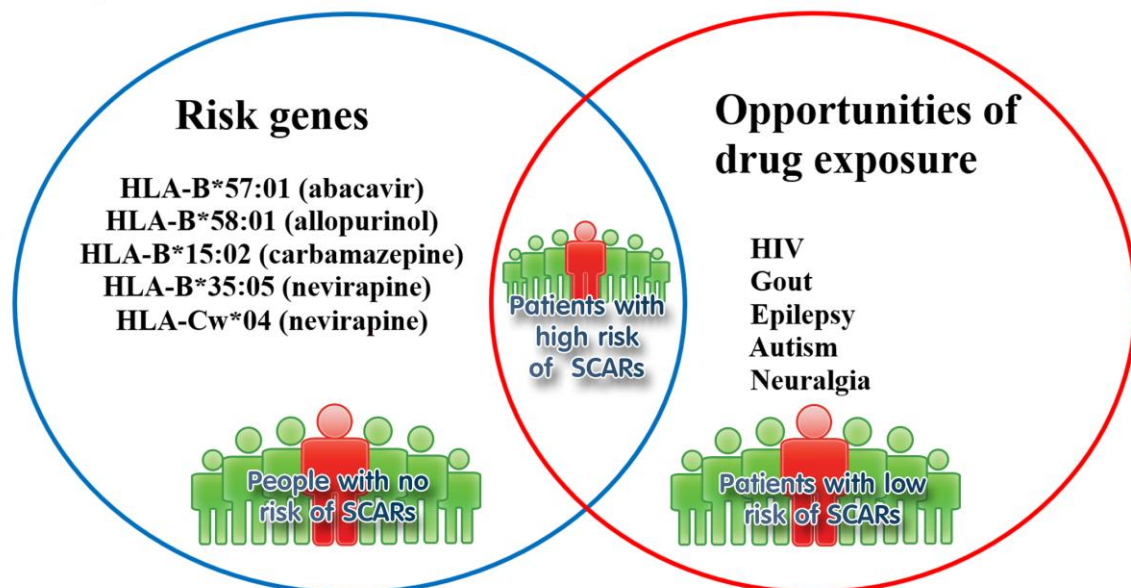 Risk genes
HLA-B*57:01 (abacavir)
HLA-B*58:01 (allopurinol)
HLA-B*15:02 (carbamazepine)
HLA-B*35:05 (nevirapine)
HLA-Cw*04 (nevirapine)
People with no
risk of SCARs
Patients with
high risk
of SCARs
Opportunities of
drug exposure
HIV
Gout
Epilepsy
Autism
Neuralgia
Patients with low
risk of SCARs